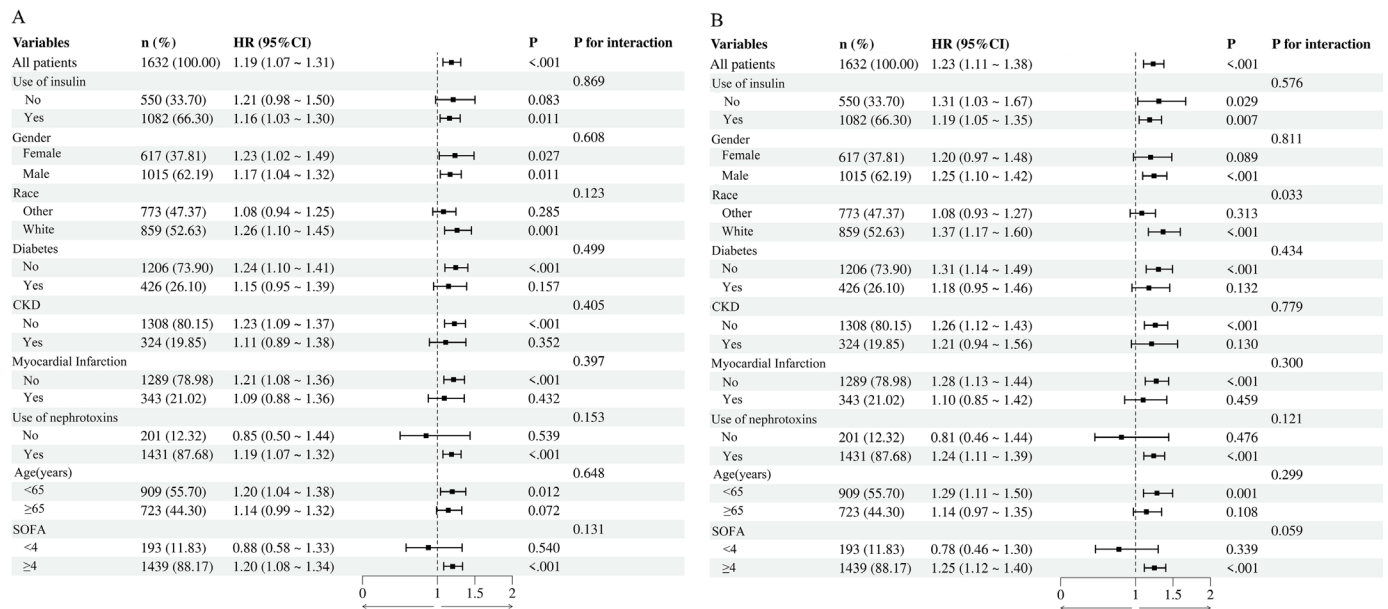 A
Variables n (%) HR (95%CI) P P for interaction
All patients 1632 (100.00) 1.19 (1.07 ~ 1.31) <.001
Use of insulin 0.869
No 550 (33.70) 1.21 (0.98 ~ 1.50) 0.083
Yes 1082 (66.30) 1.16 (1.03 ~ 1.30) 0.011
Gender 0.608
Female 617 (37.81) 1.23 (1.02 ~ 1.49) 0.027
Male 1015 (62.19) 1.17 (1.04 ~ 1.32) 0.011
Race 0.123
Other 773 (47.37) 1.08 (0.94 ~ 1.25) 0.285
White 859 (52.63) 1.26 (1.10 ~ 1.45) 0.001
Diabetes 0.499
No 1206 (73.90) 1.24 (1.10 ~ 1.41) <.001
Yes 426 (26.10) 1.15 (0.95 ~ 1.39) 0.157
CKD 0.405
No 1308 (80.15) 1.23 (1.09 ~ 1.37) <.001
Yes 324 (19.85) 1.11 (0.89 ~ 1.38) 0.352
Myocardial Infarction 0.397
No 1289 (78.98) 1.21 (1.08 ~ 1.36) <.001
Yes 343 (21.02) 1.09 (0.88 ~ 1.36) 0.432
Use of nephrotoxins 0.153
No 201 (12.32) 0.85 (0.50 ~ 1.44) 0.539
Yes 1431 (87.68) 1.19 (1.07 ~ 1.32) <.001
Age(years) 0.648
<65 909 (55.70) 1.20 (1.04 ~ 1.38) 0.012
≥65 723 (44.30) 1.14 (0.99 ~ 1.32) 0.072
SOFA 0.131
<4 193 (11.83) 0.88 (0.58 ~ 1.33) 0.540
≥4 1439 (88.17) 1.20 (1.08 ~ 1.34) <.001
0 1 1.5 2
B
Variables n (%) HR (95%CI) P P for interaction
All patients 1632 (100.00) 1.23 (1.11 ~ 1.38) <.001
Use of insulin 0.576
No 550 (33.70) 1.31 (1.03 ~ 1.67) 0.029
Yes 1082 (66.30) 1.19 (1.05 ~ 1.35) 0.007
Gender 0.811
Female 617 (37.81) 1.20 (0.97 ~ 1.48) 0.089
Male 1015 (62.19) 1.25 (1.10 ~ 1.42) <.001
Race 0.033
Other 773 (47.37) 1.08 (0.93 ~ 1.27) 0.313
White 859 (52.63) 1.37 (1.17 ~ 1.60) <.001
Diabetes 0.434
No 1206 (73.90) 1.31 (1.14 ~ 1.49) <.001
Yes 426 (26.10) 1.18 (0.95 ~ 1.46) 0.132
CKD 0.779
No 1308 (80.15) 1.26 (1.12 ~ 1.43) <.001
Yes 324 (19.85) 1.21 (0.94 ~ 1.56) 0.130
Myocardial Infarction 0.300
No 1289 (78.98) 1.28 (1.13 ~ 1.44) <.001
Yes 343 (21.02) 1.10 (0.85 ~ 1.42) 0.459
Use of nephrotoxins 0.121
No 201 (12.32) 0.81 (0.46 ~ 1.44) 0.476
Yes 1431 (87.68) 1.24 (1.11 ~ 1.39) <.001
Age(years) 0.299
<65 909 (55.70) 1.29 (1.11 ~ 1.50) 0.001
≥65 723 (44.30) 1.14 (0.97 ~ 1.35) 0.108
SOFA 0.059
<4 193 (11.83) 0.78 (0.46 ~ 1.30) 0.339
≥4 1439 (88.17) 1.25 (1.12 ~ 1.40) <.001
0 1 1.5 2